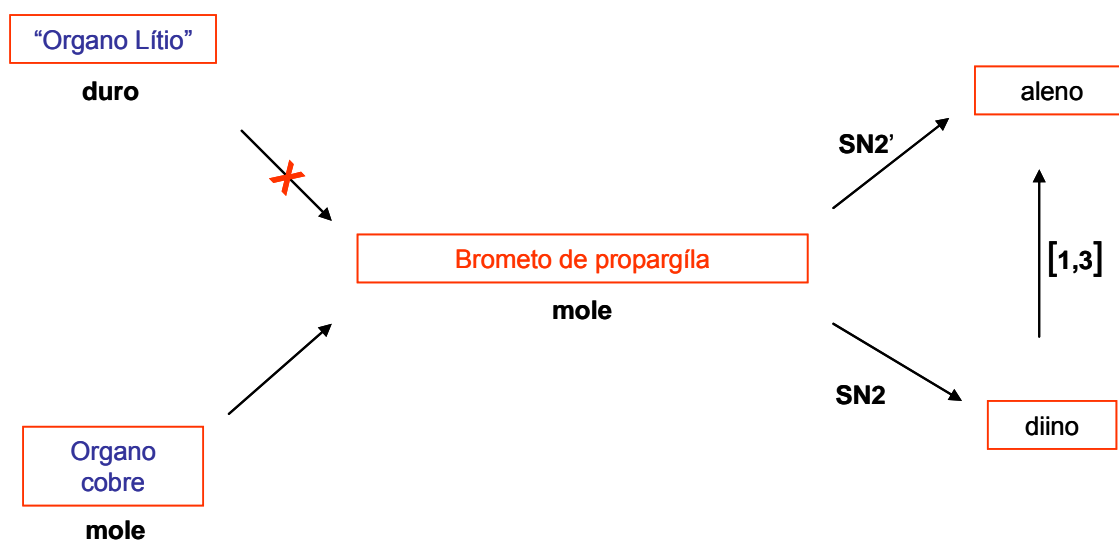 “Organo Lítio”
duro
aleno
SN2’
X
Brometo de propargíla
mole
[1,3]
SN2
Organo
cobre
mole
diino